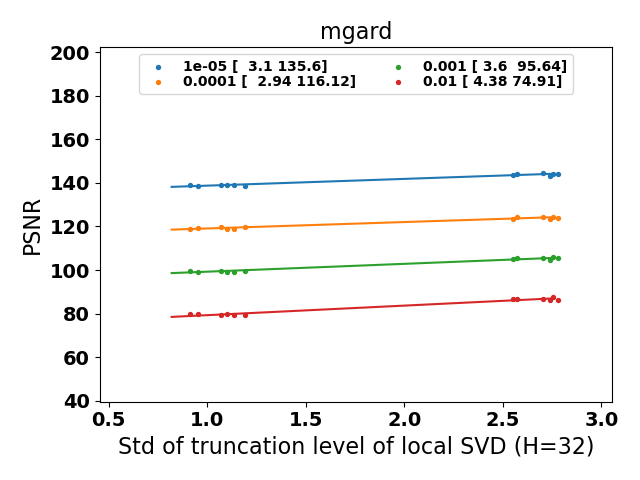 mgard
1e-05 [  3.1 135.6]
0.0001 [  2.94 116.12]
0.001 [ 3.6  95.64]
0.01 [ 4.38 74.91]
PSNR
200
180
160
140
120
100
80
60
40
0.5 1.0 1.5 2.0 2.5 3.0
Std of truncation level of local SVD (H=32)